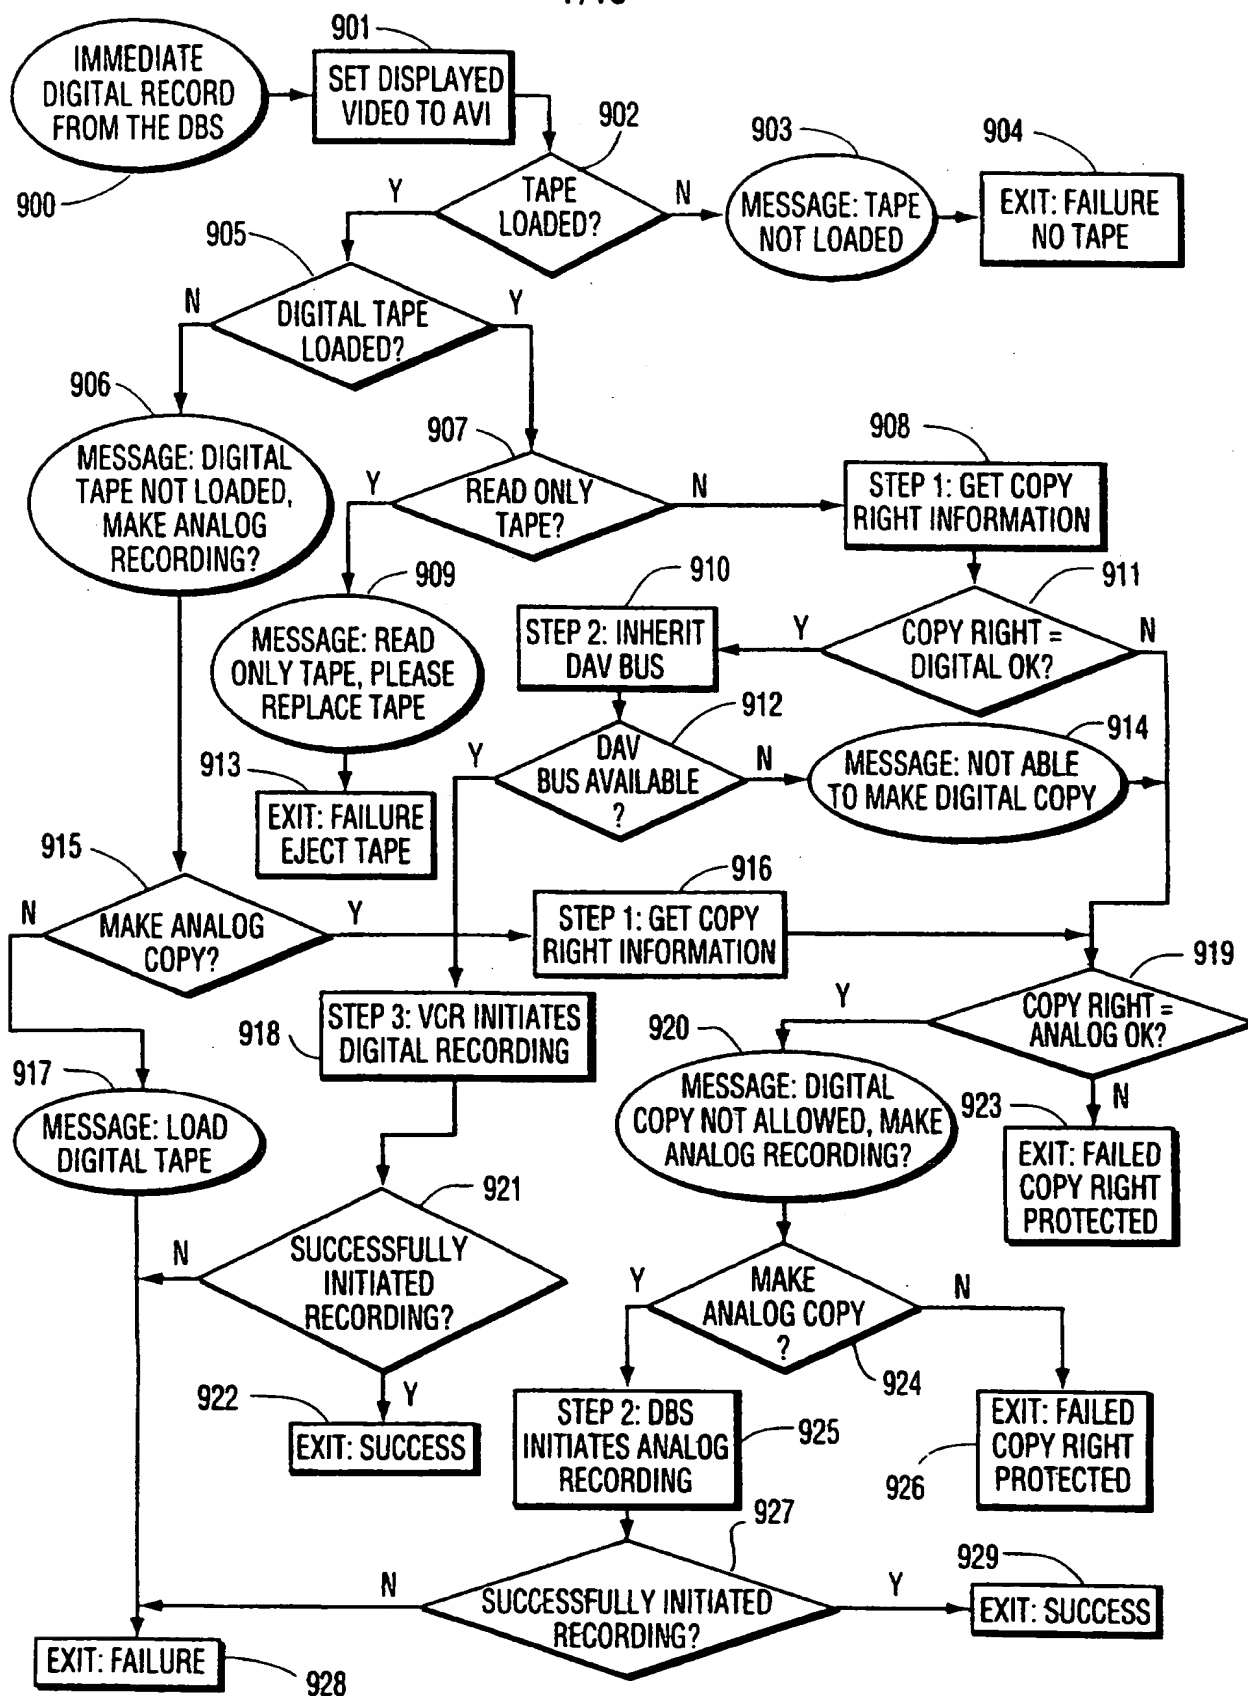 IMMEDIATE
DIGITAL RECORD
FROM THE DBS
900
901
SET DISPLAYED
VIDEO TO AVI
902
TAPE
LOADED?
Y
N
903
MESSAGE: TAPE
NOT LOADED
904
EXIT: FAILURE
NO TAPE
905
DIGITAL TAPE
LOADED?
N
Y
906
MESSAGE: DIGITAL
TAPE NOT LOADED,
MAKE ANALOG
RECORDING?
907
READ ONLY
TAPE?
Y
N
908
STEP 1: GET COPY
RIGHT INFORMATION
909
MESSAGE: READ
ONLY TAPE, PLEASE
REPLACE TAPE
910
STEP 2: INHERIT
DAV BUS
911
COPY RIGHT =
DIGITAL OK?
Y
N
912
DAV
BUS AVAILABLE
?
Y
N
913
EXIT: FAILURE
EJECT TAPE
914
MESSAGE: NOT ABLE
TO MAKE DIGITAL COPY
915
MAKE ANALOG
COPY?
N
Y
916
STEP 1: GET COPY
RIGHT INFORMATION
917
MESSAGE: LOAD
DIGITAL TAPE
918
STEP 3: VCR INITIATES
DIGITAL RECORDING
919
COPY RIGHT =
ANALOG OK?
Y
N
920
MESSAGE: DIGITAL
COPY NOT ALLOWED, MAKE
ANALOG RECORDING?
921
SUCCESSFULLY
INITIATED
RECORDING?
N
Y
922
EXIT: SUCCESS
923
EXIT: FAILED
COPY RIGHT
PROTECTED
MAKE
ANALOG COPY
?
Y
N
924
STEP 2: DBS
INITIATES ANALOG
RECORDING
925
EXIT: FAILED
COPY RIGHT
PROTECTED
926
927
SUCCESSFULLY INITIATED
RECORDING?
N
Y
EXIT: FAILURE
928
929
EXIT: SUCCESS